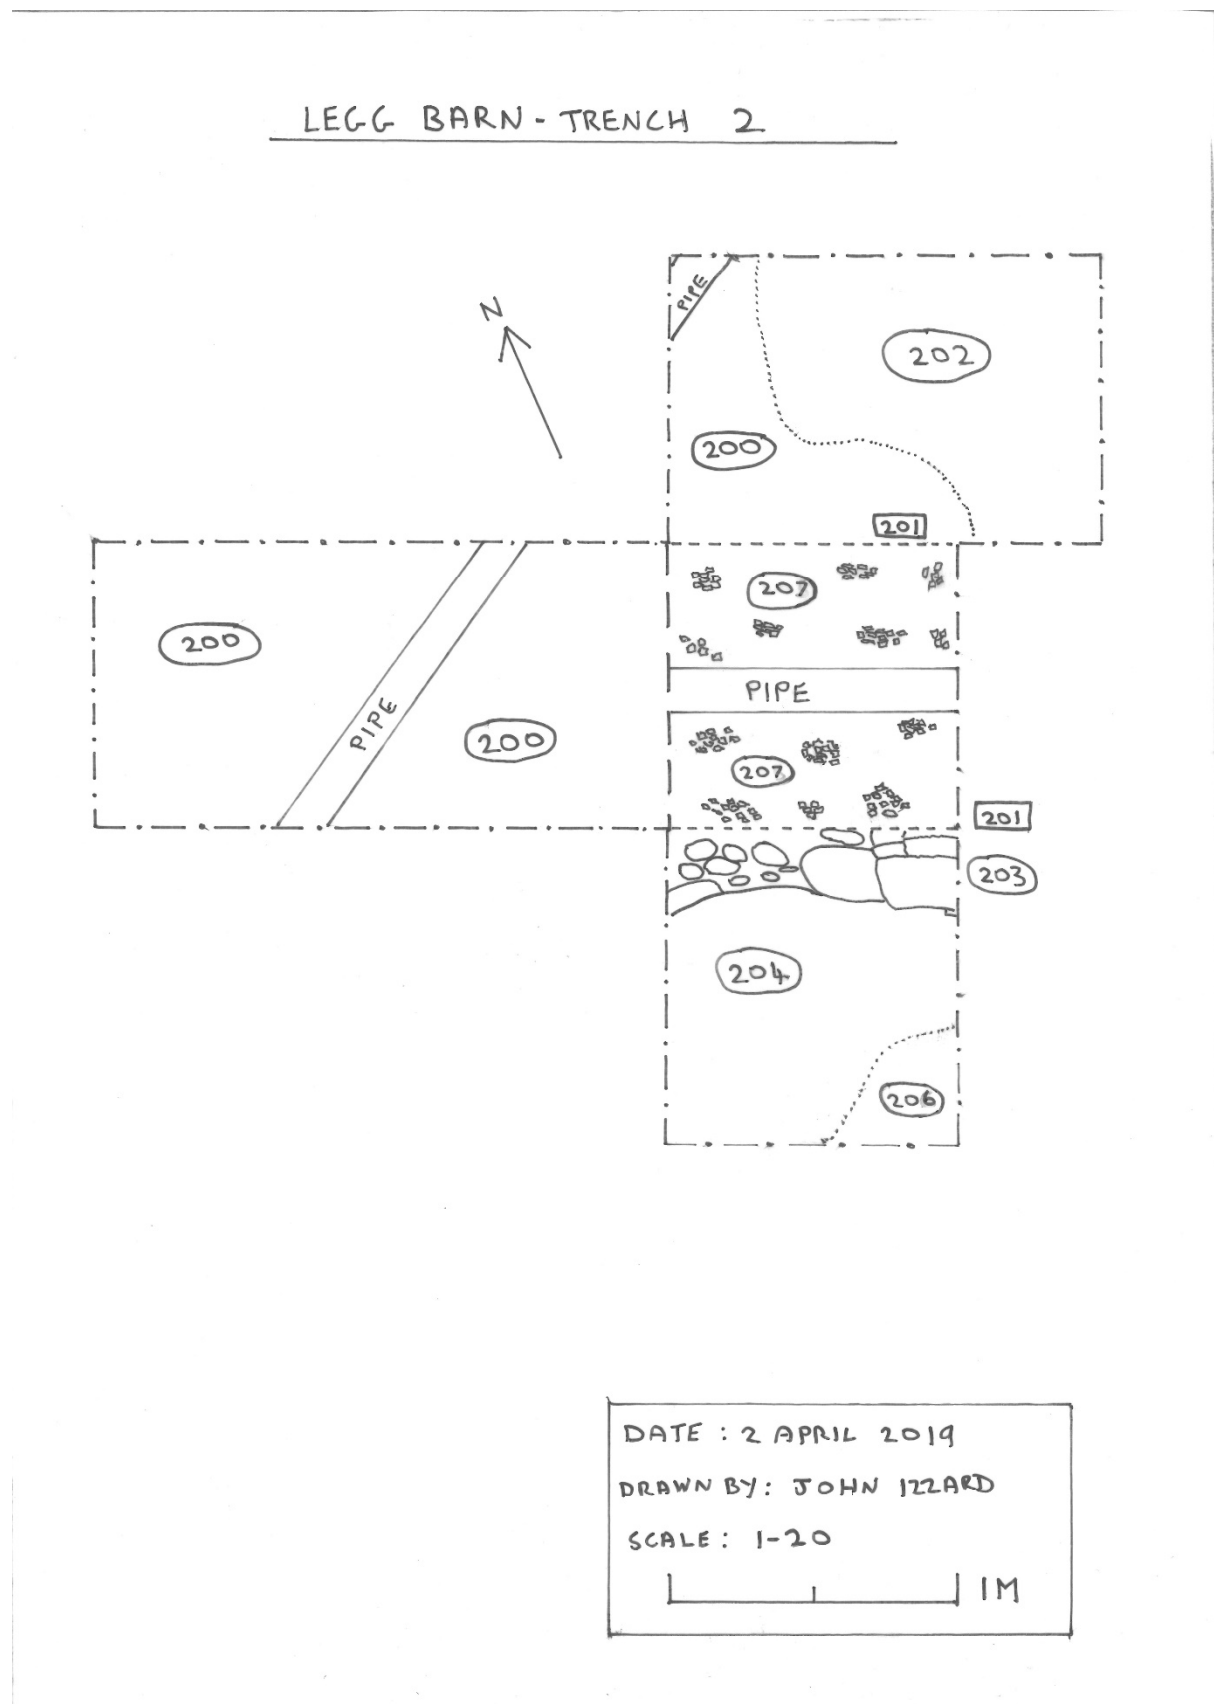 LEGG BARN - TRENCH 2
N
PIPE
202
200
201
207
200
PIPE
PIPE
200
207
201
203
204
206
DATE : 2 APRIL 2019
DRAWN BY: JOHN IZZARD
SCALE: 1-20
1M